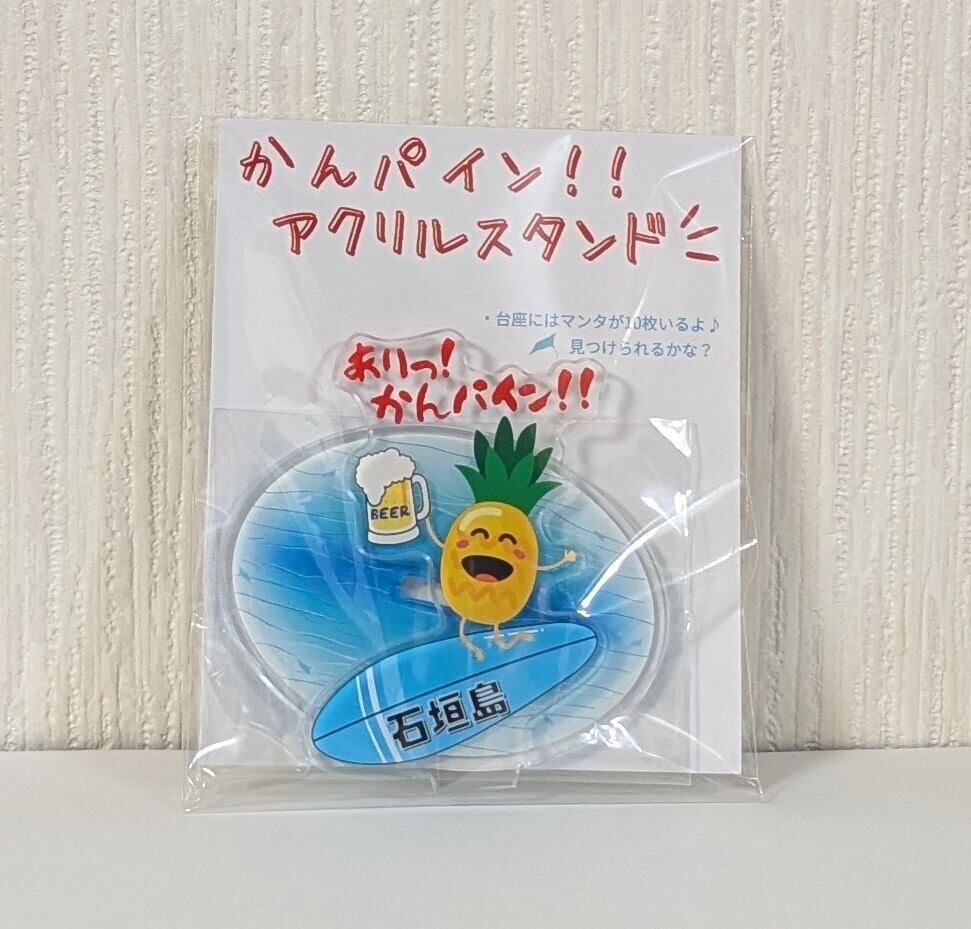 かんパイン！！
アクリルスタンド
・台座にはマンタが10枚いるよ♪
見つけられるかな？
ありっ！
かんパイン！！
BEER
石垣島